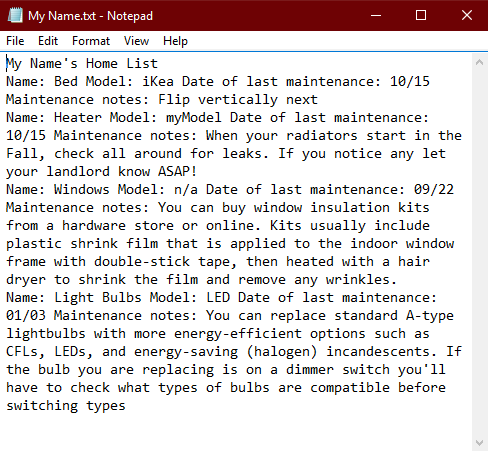 My Name.txt - Notepad
File Edit Format View Help
My Name's Home List
Name: Bed Model: iKea Date of last maintenance: 10/15
Maintenance notes: Flip vertically next
Name: Heater Model: myModel Date of last maintenance:
10/15 Maintenance notes: When your radiators start in the
Fall, check all around for leaks. If you notice any let
your landlord know ASAP!
Name: Windows Model: n/a Date of last maintenance: 09/22
Maintenance notes: You can buy window insulation kits
from a hardware store or online. Kits usually include
plastic shrink film that is applied to the indoor window
frame with double-stick tape, then heated with a hair
dryer to shrink the film and remove any wrinkles.
Name: Light Bulbs Model: LED Date of last maintenance:
01/03 Maintenance notes: You can replace standard A-type
lightbulbs with more energy-efficient options such as
CFLs, LEDs, and energy-saving (halogen) incandescents. If
the bulb you are replacing is on a dimmer switch you'll
have to check what types of bulbs are compatible before
switching types